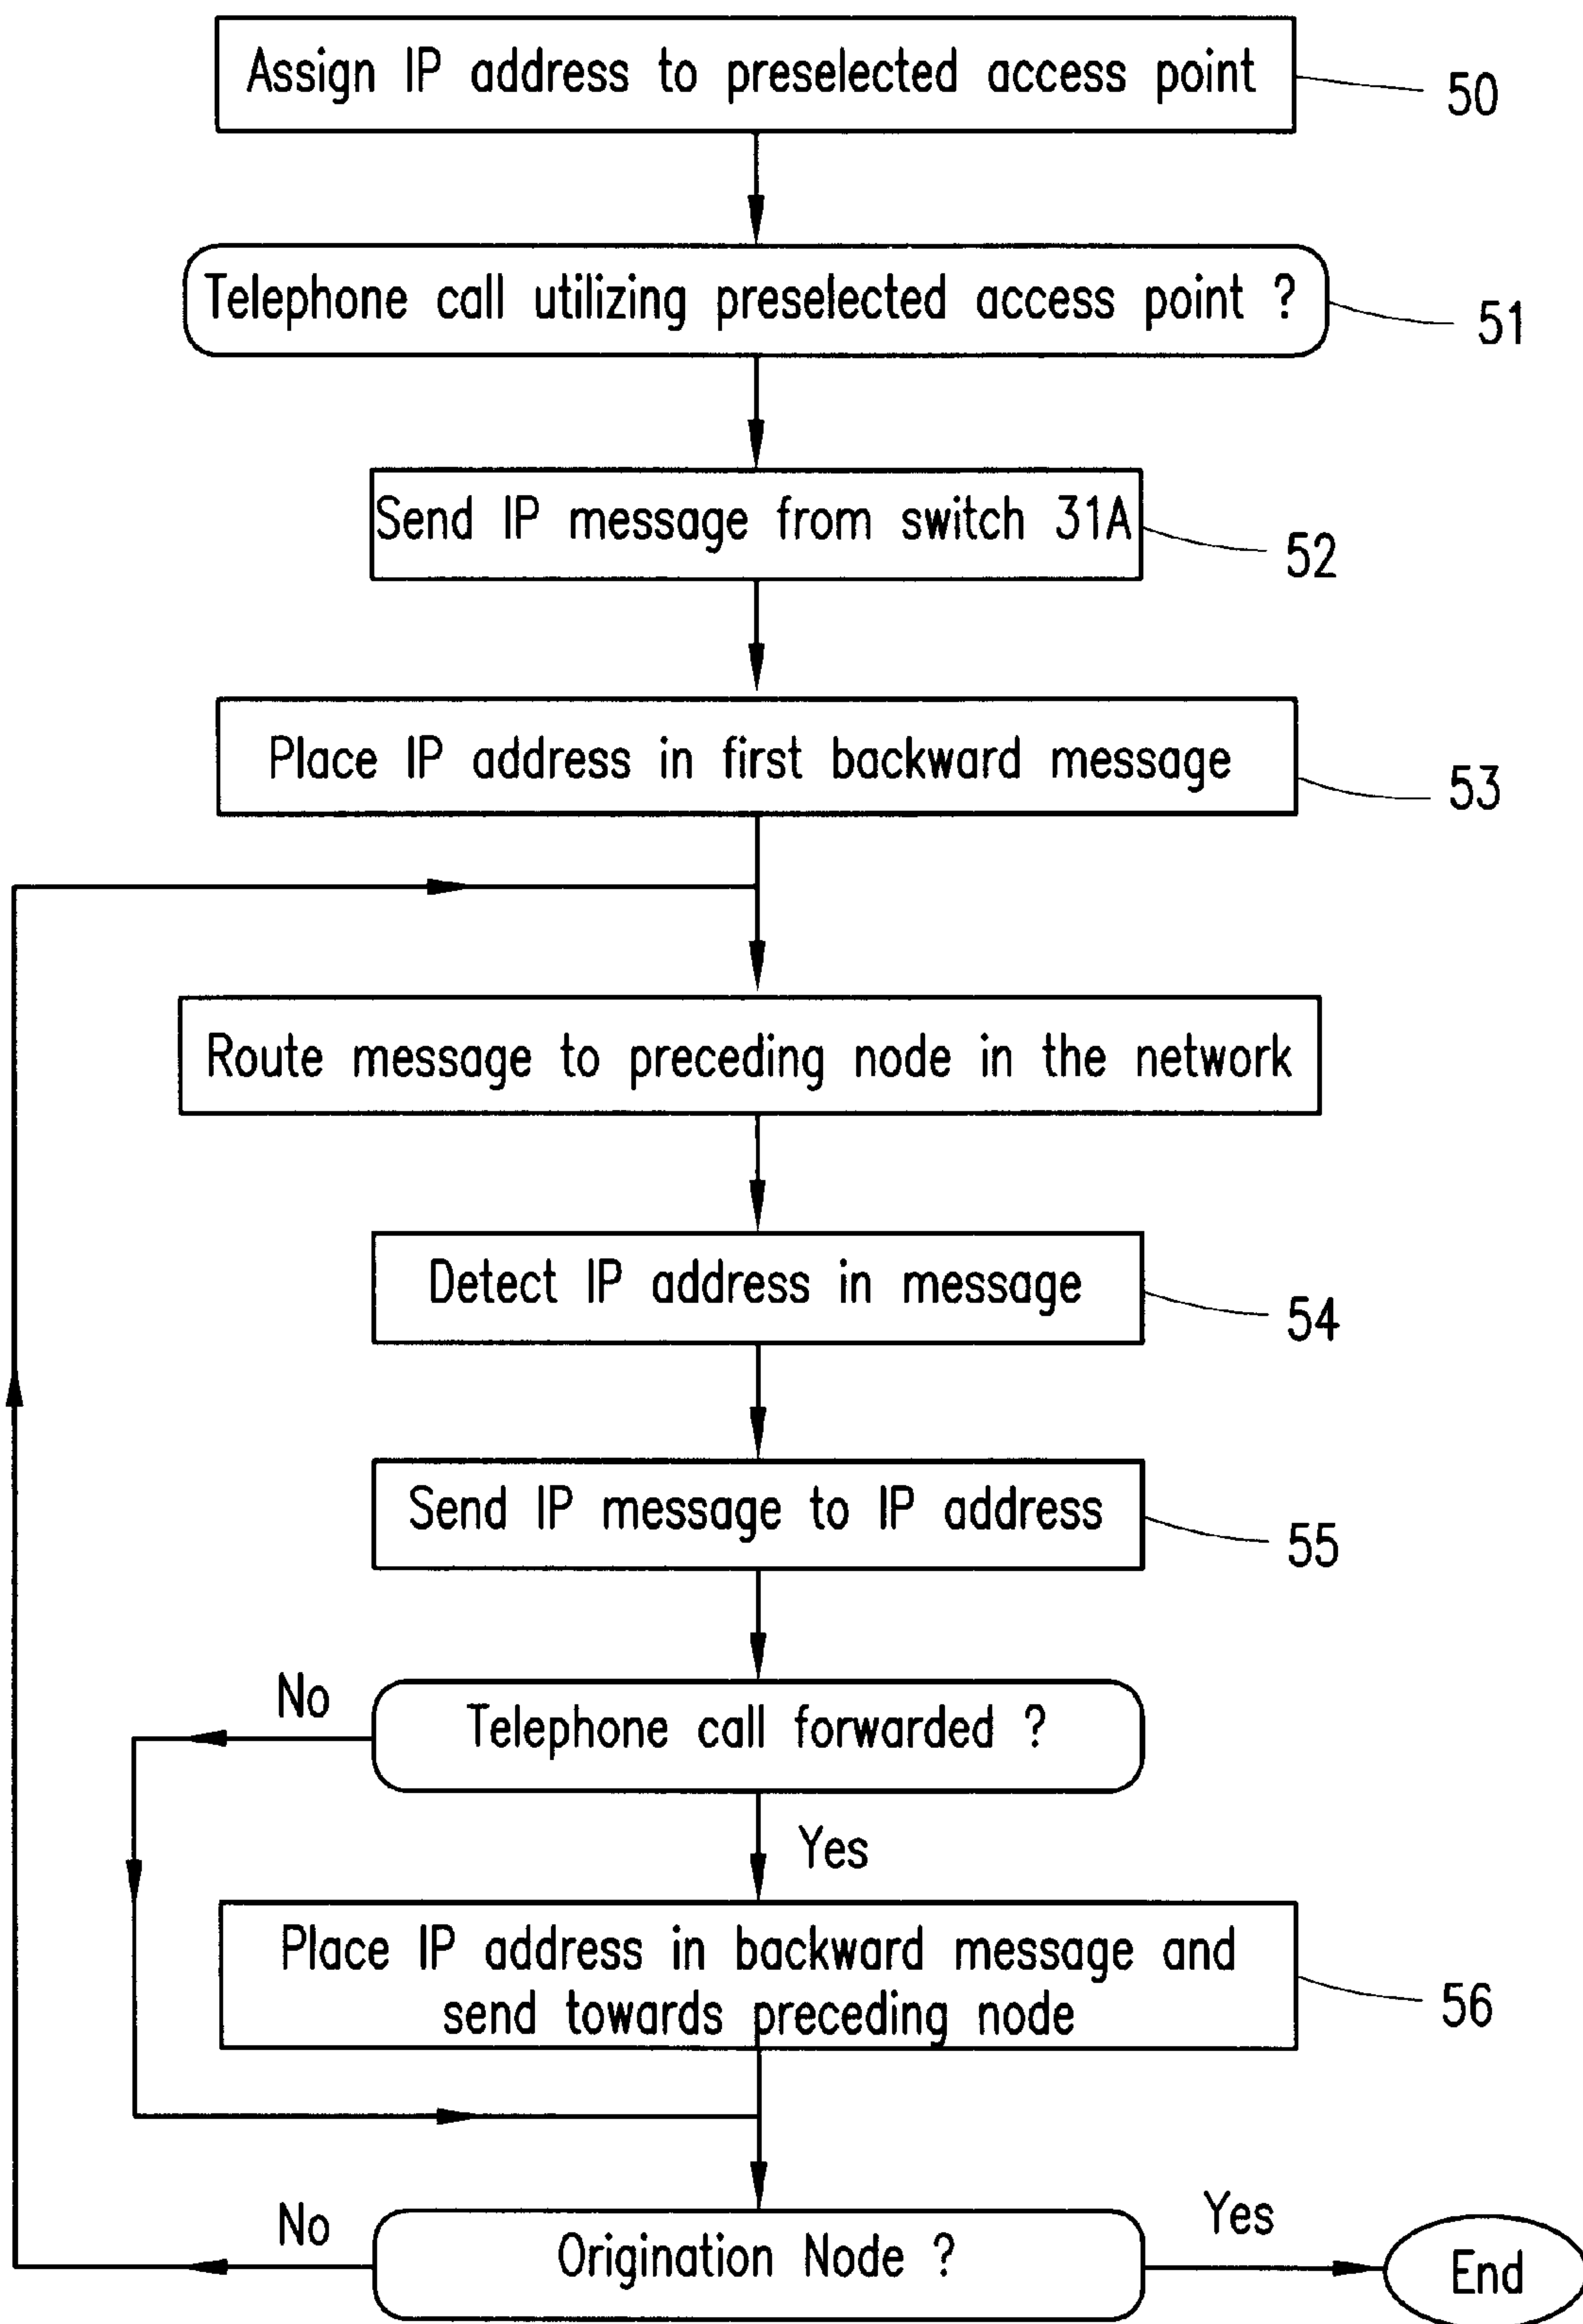 Assign IP address to preselected access point
50
Telephone call utilizing preselected access point ?
51
Send IP message from switch 31A
52
Place IP address in first backward message
53
Route message to preceding node in the network
Detect IP address in message
54
Send IP message to IP address
55
No
Telephone call forwarded ?
Yes
Place IP address in backward message and
send towards preceding node
56
No
Origination Node ?
Yes
End